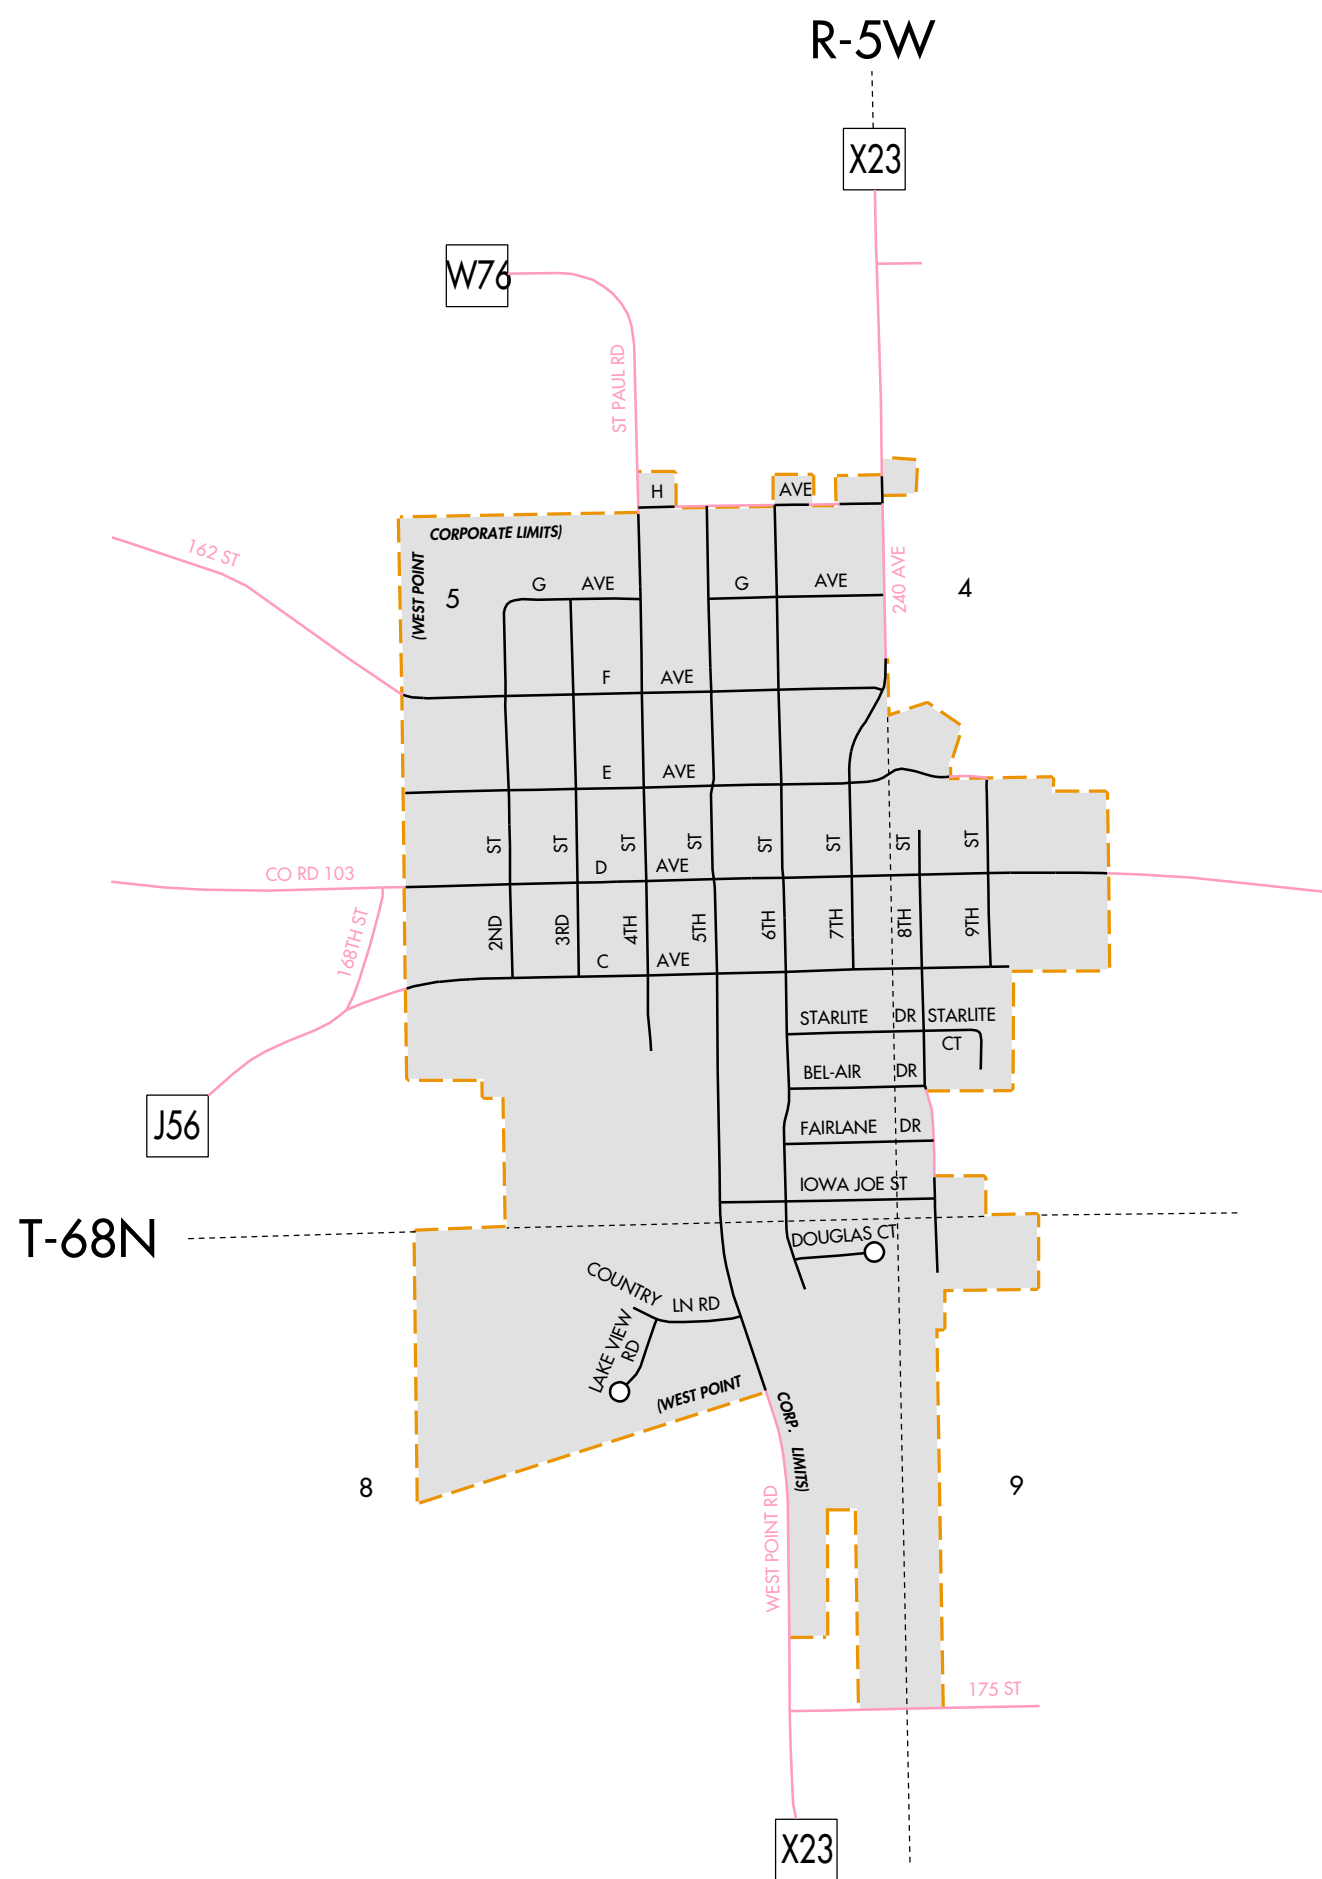 R-5W
X23
W76
ST PAUL RD
H AVE
(WEST POINT CORPORATE LIMITS)
162 ST
5
G AVE
G AVE
240 AVE
4
F AVE
E AVE
ST
ST
ST
ST
ST
ST
ST
ST
D AVE
CO RD 103
168TH ST
2ND
3RD
4TH
5TH
6TH
7TH
8TH
9TH
C AVE
STARLITE DR
STARLITE
CT
BEL-AIR DR
J56
FAIRLANE DR
IOWA JOE ST
T-68N
DOUGLAS CT
COUNTRY LN RD
LAKE VIEW
RD
(WEST POINT CORP. LIMITS)
8
9
WEST POINT RD
175 ST
X23